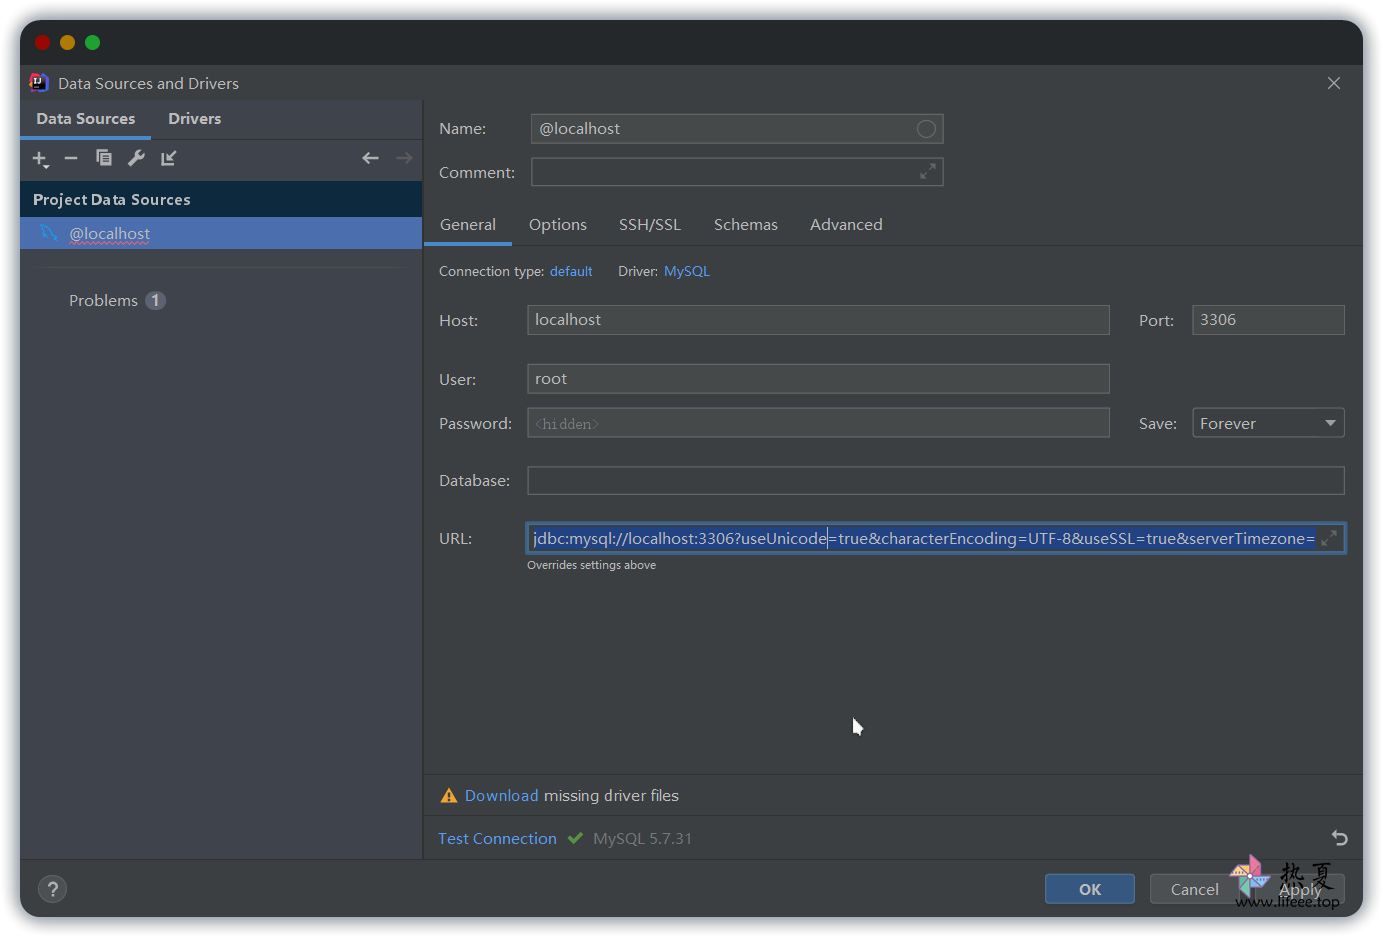 Data Sources and Drivers
Data Sources Drivers
Project Data Sources
@localhost
Problems 1
Name: @localhost
Comment:
General Options SSH/SSL Schemas Advanced
Connection type: default Driver: MySQL
Host: localhost Port: 3306
User: root
Password: <hidden> Save: Forever
Database:
URL: jdbc:mysql://localhost:3306?useUnicode=true&characterEncoding=UTF-8&useSSL=true&serverTimezone=
Overrides settings above
Download missing driver files
Test Connection MySQL 5.7.31
? OK Cancel Apply
热夏
www.lifeee.top